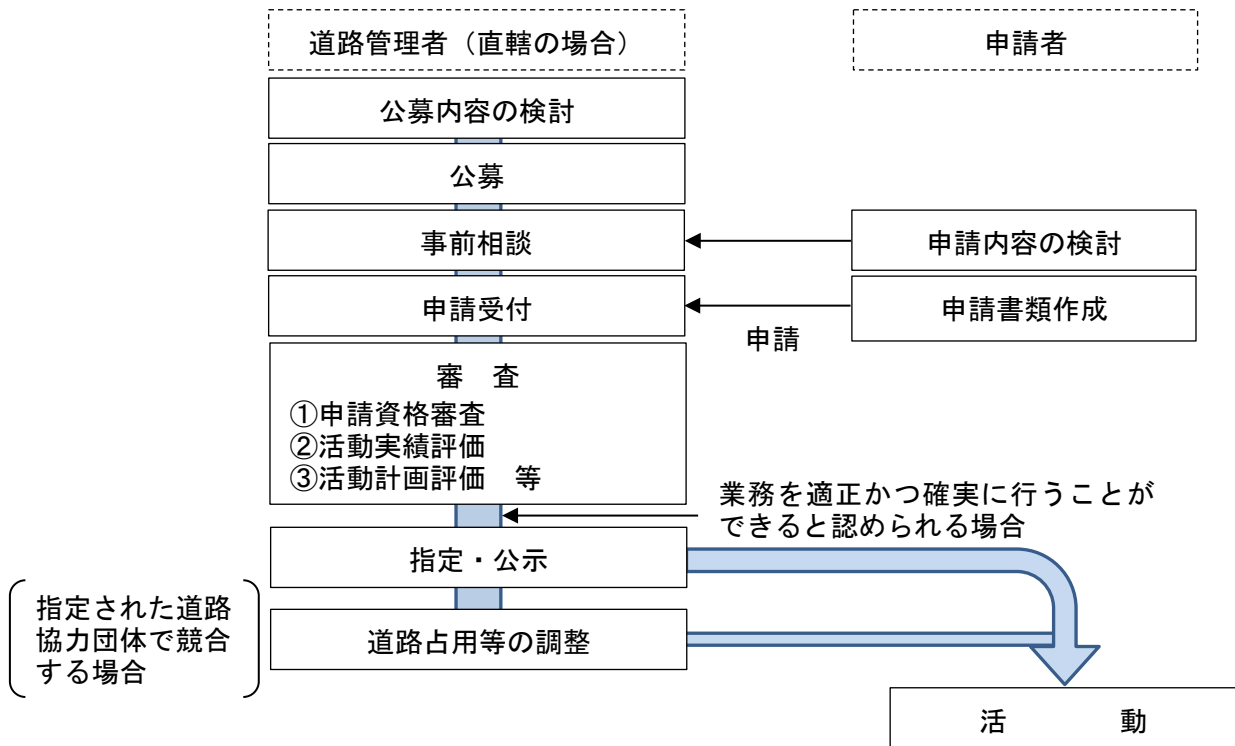 道路管理者（直轄の場合）
申請者
公募内容の検討
公募
事前相談
申請内容の検討
申請受付
申請書類作成
申請
審　査
①申請資格審査
②活動実績評価
③活動計画評価　等
業務を適正かつ確実に行うことが
できると認められる場合
指定・公示
指定された道路
協力団体で競合
する場合
道路占用等の調整
活　　　動